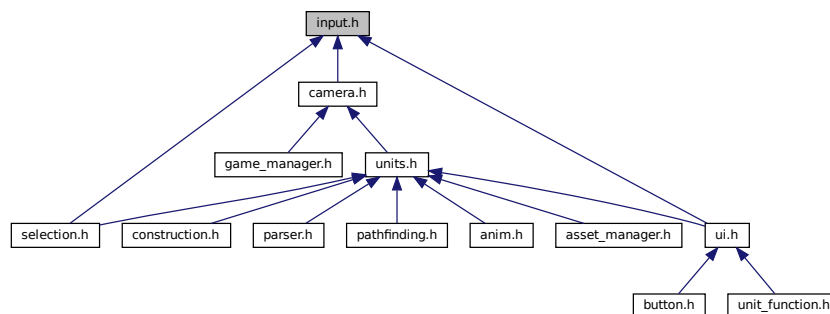 input.h
camera.h
game_manager.h
units.h
selection.h
construction.h
parser.h
pathfinding.h
anim.h
asset_manager.h
ui.h
button.h
unit_function.h